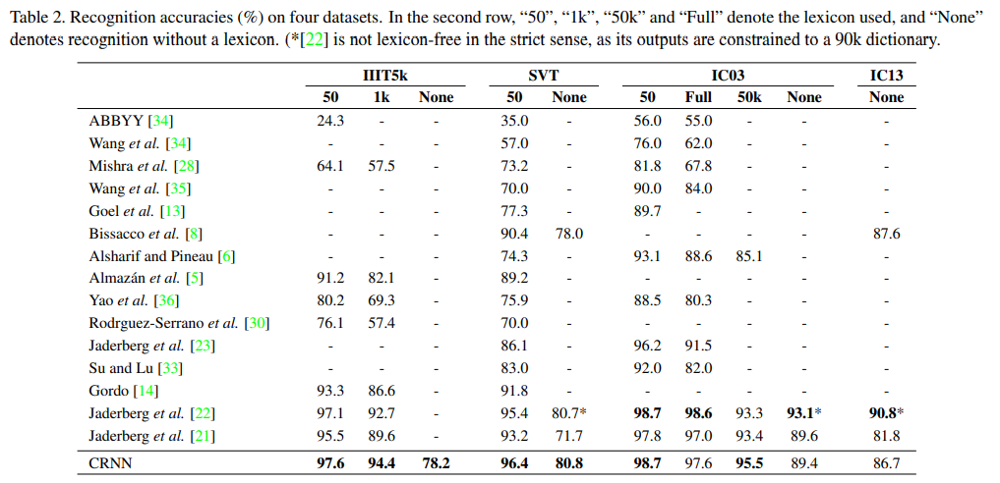 Table 2. Recognition accuracies (%) on four datasets. In the second row, “50”, “1k”, “50k” and “Full” denote the lexicon used, and “None”
denotes recognition without a lexicon. (*[22] is not lexicon-free in the strict sense, as its outputs are constrained to a 90k dictionary.
IIIT5k SVT IC03 IC13
50 1k None 50 None 50 Full 50k None None
ABBYY [34] 24.3 - - 35.0 - 56.0 55.0 - - -
Wang et al. [34] - - - 57.0 - 76.0 62.0 - - -
Mishra et al. [28] 64.1 57.5 - 73.2 - 81.8 67.8 - - -
Wang et al. [35] - - - 70.0 - 90.0 84.0 - - -
Goel et al. [13] - - - 77.3 - 89.7 - - - -
Bissacco et al. [8] - - - 90.4 78.0 - - - - 87.6
Alsharif and Pineau [6] - - - 74.3 - 93.1 88.6 85.1 - -
Almazán et al. [5] 91.2 82.1 - 89.2 - - - - - -
Yao et al. [36] 80.2 69.3 - 75.9 - 88.5 80.3 - - -
Rodrguez-Serrano et al. [30] 76.1 57.4 - 70.0 - - - - - -
Jaderberg et al. [23] - - - 86.1 - 96.2 91.5 - - -
Su and Lu [33] - - - 83.0 - 92.0 82.0 - - -
Gordo [14] 93.3 86.6 - 91.8 - - - - - -
Jaderberg et al. [22] 97.1 92.7 - 95.4 80.7* 98.7 98.6 93.3 93.1* 90.8*
Jaderberg et al. [21] 95.5 89.6 - 93.2 71.7 97.8 97.0 93.4 89.6 81.8
CRNN 97.6 94.4 78.2 96.4 80.8 98.7 97.6 95.5 89.4 86.7